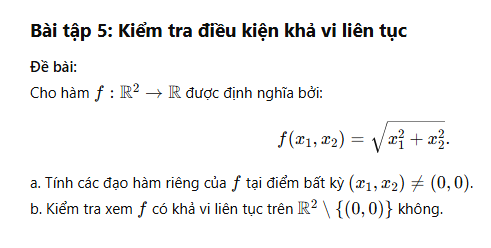 Bài tập 5: Kiểm tra điều kiện khả vi liên tục
Đề bài:
Cho hàm f : ℝ² → ℝ được định nghĩa bởi:
f(x₁, x₂) = √(x₁² + x₂²).
a. Tính các đạo hàm riêng của f tại điểm bất kỳ (x₁, x₂) ≠ (0, 0).
b. Kiểm tra xem f có khả vi liên tục trên ℝ² \ {(0, 0)} không.